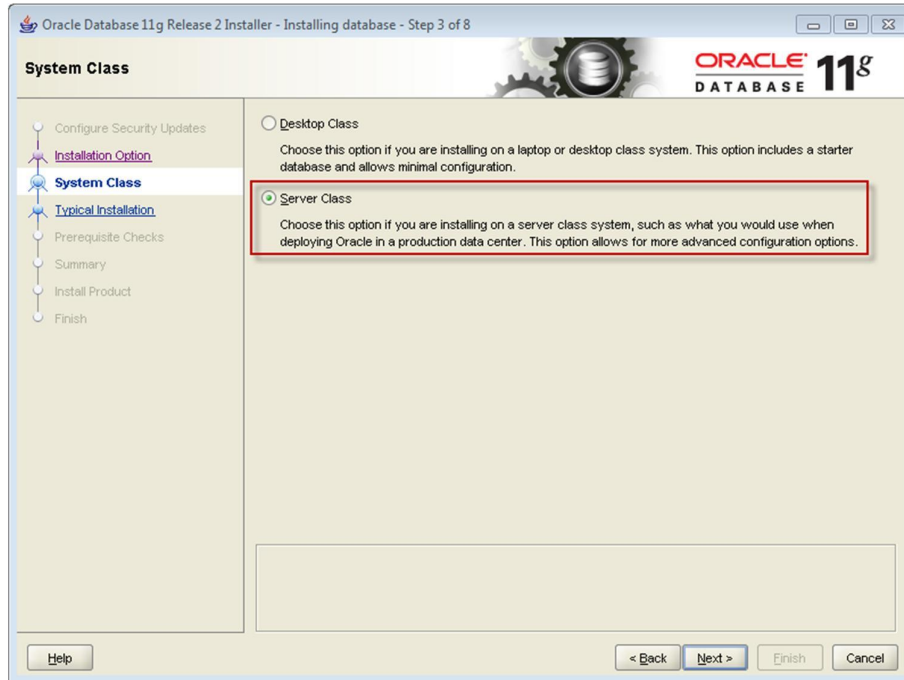 Oracle Database 11g Release 2 Installer - Installing database - Step 3 of 8
System Class
ORACLE
DATABASE
11g
Configure Security Updates
Installation Option
System Class
Typical Installation
Prerequisite Checks
Summary
Install Product
Finish
Desktop Class
Choose this option if you are installing on a laptop or desktop class system. This option includes a starter
database and allows minimal configuration.
Server Class
Choose this option if you are installing on a server class system, such as what you would use when
deploying Oracle in a production data center. This option allows for more advanced configuration options.
Help
< Back
Next >
Finish
Cancel